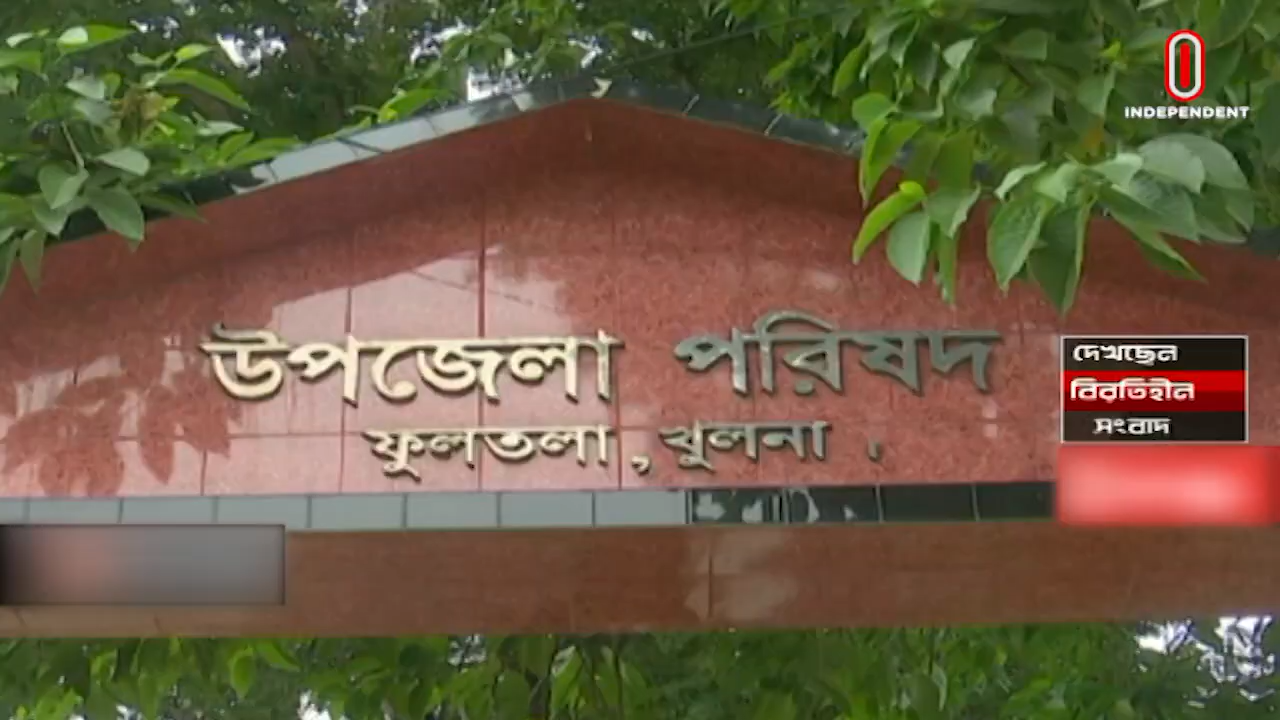 INDEPENDENT
উপজেলা পরিষদ
ফুলতলা, খুলনা।
দেখছেন
বিরতিহীন
সংবাদ